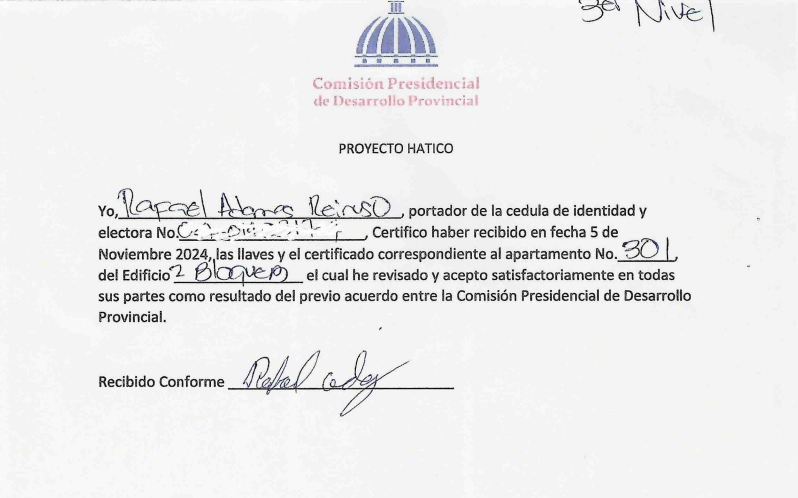 3er Nivel
Comisión Presidencial
de Desarrollo Provincial
PROYECTO HATICO
Yo, Rafael Reinoso, portador de la cedula de identidad y
electora No. , Certifico haber recibido en fecha 5 de
Noviembre 2024, las llaves y el certificado correspondiente al apartamento No. 301
del Edificio 2 Bloque el cual he revisado y acepto satisfactoriamente en todas
sus partes como resultado del previo acuerdo entre la Comisión Presidencial de Desarrollo
Provincial.
Recibido Conforme Rafael